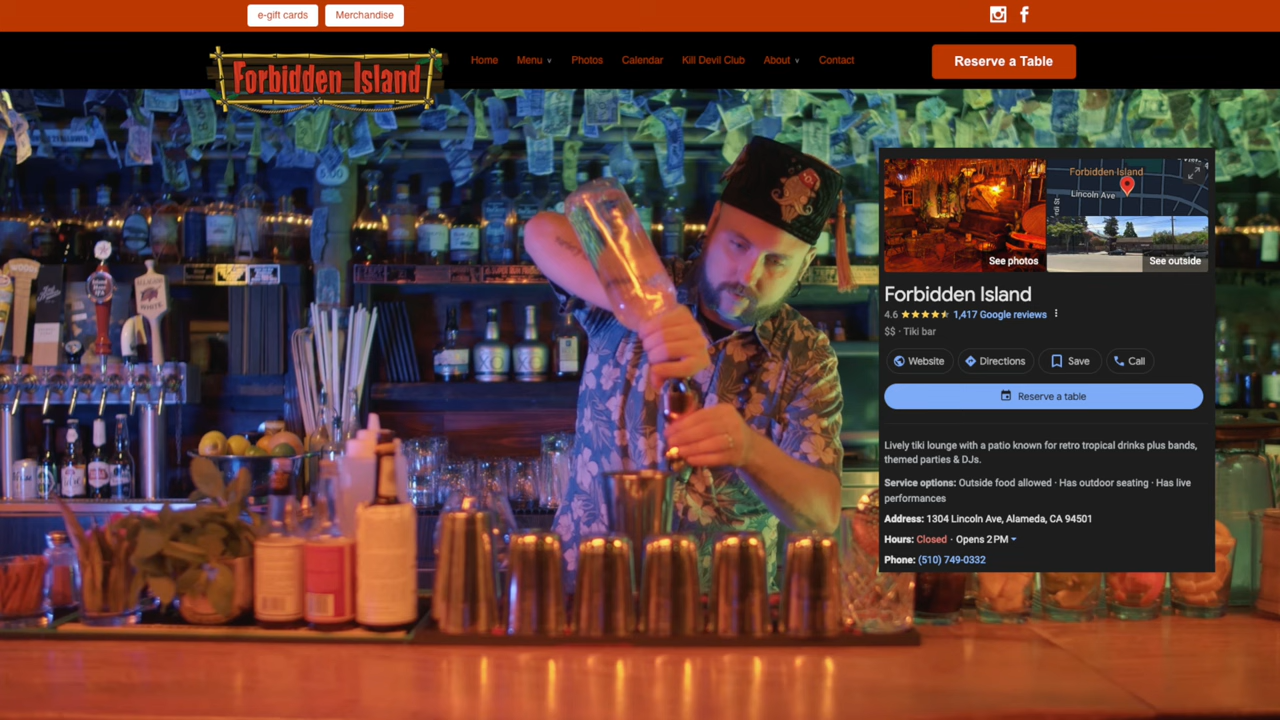 e-gift cards
Merchandise
Forbidden Island
Home
Menu
Photos
Calendar
Kill Devil Club
About
Contact
Reserve a Table
Forbidden Island
Lincoln Ave
See photos
See outside
Forbidden Island
4.6
1,417 Google reviews
$$ · Tiki bar
Website
Directions
Save
Call
Reserve a table
Lively tiki lounge with a patio known for retro tropical drinks plus bands,
themed parties & DJs.
Service options: Outside food allowed · Has outdoor seating · Has live
performances
Address: 1304 Lincoln Ave, Alameda, CA 94501
Hours: Closed · Opens 2 PM
Phone: (510) 749-0332
XO